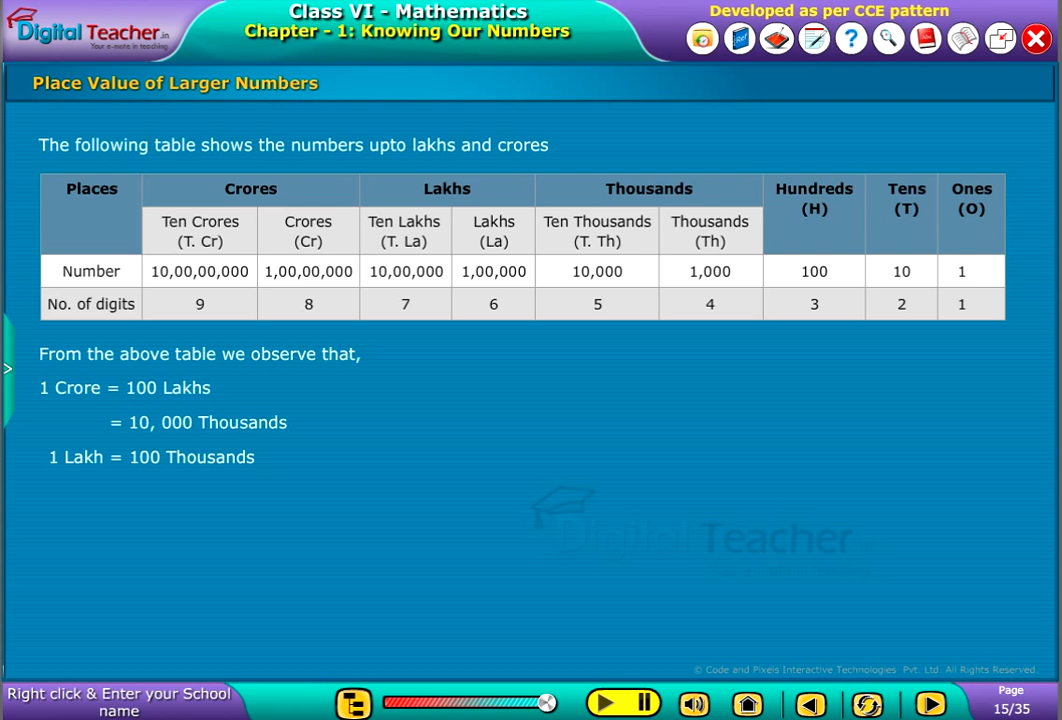 Digital Teacher.in
Your e-mate in teaching
Class VI - Mathematics
Chapter - 1: Knowing Our Numbers
Developed as per CCE pattern
Place Value of Larger Numbers
The following table shows the numbers upto lakhs and crores
Places Crores Lakhs Thousands Hundreds (H) Tens (T) Ones (O)
Ten Crores (T. Cr) Crores (Cr) Ten Lakhs (T. La) Lakhs (La) Ten Thousands (T. Th) Thousands (Th)
Number 10,00,00,000 1,00,00,000 10,00,000 1,00,000 10,000 1,000 100 10 1
No. of digits 9 8 7 6 5 4 3 2 1
From the above table we observe that,
1 Crore = 100 Lakhs
= 10, 000 Thousands
1 Lakh = 100 Thousands
Digital Teacher
© Code and Pixels Interactive Technologies Pvt. Ltd. All Rights Reserved.
Right click & Enter your School
name
Page
15/35